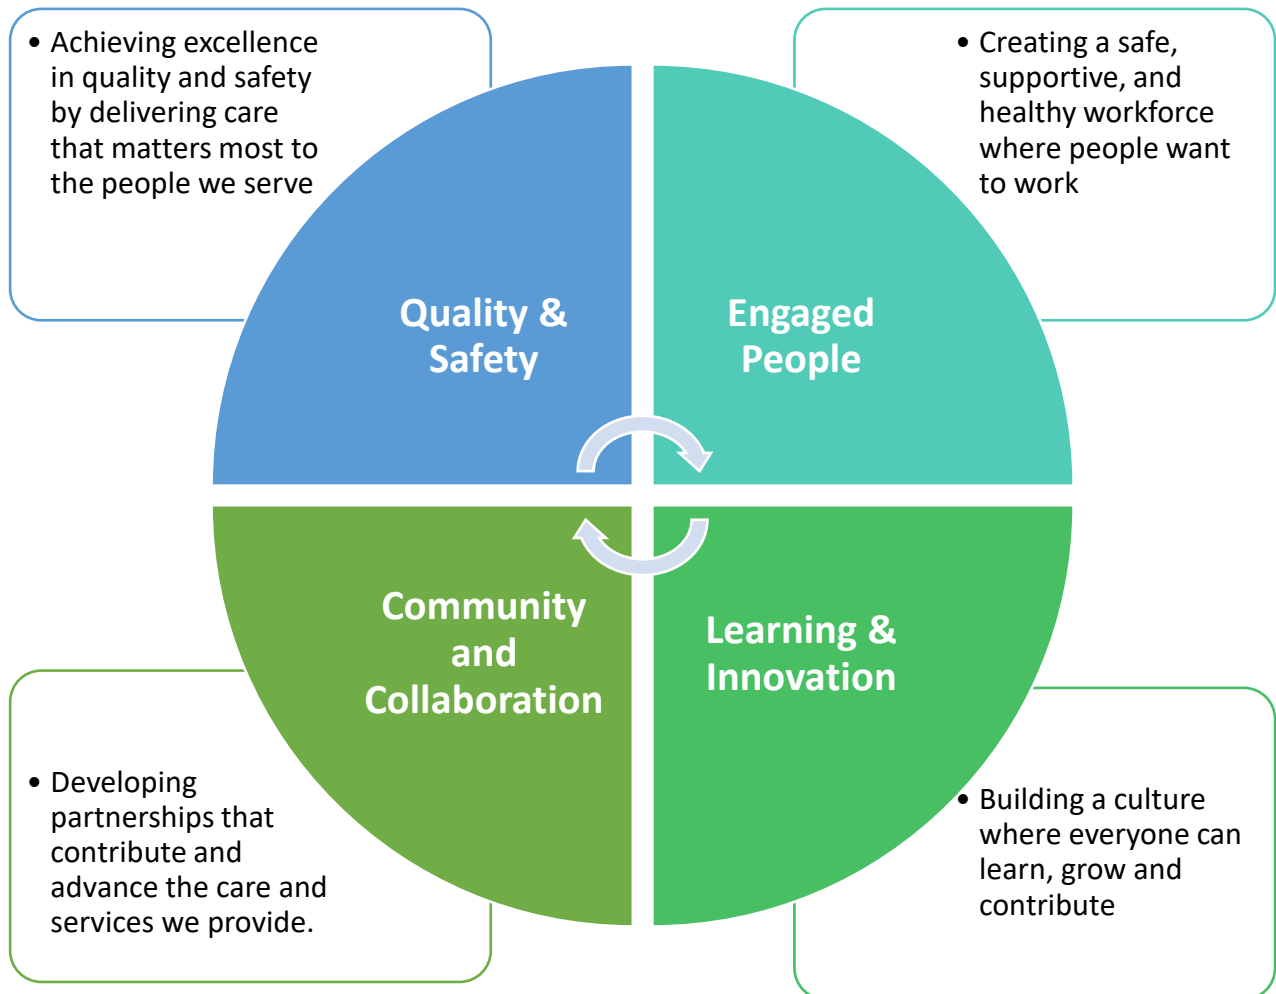 • Achieving excellence
in quality and safety
by delivering care
that matters most to
the people we serve
• Creating a safe,
supportive, and
healthy workforce
where people want
to work
Quality &
Safety
Engaged
People
Community
and
Collaboration
Learning &
Innovation
• Developing
partnerships that
contribute and
advance the care and
services we provide.
• Building a culture
where everyone can
learn, grow and
contribute